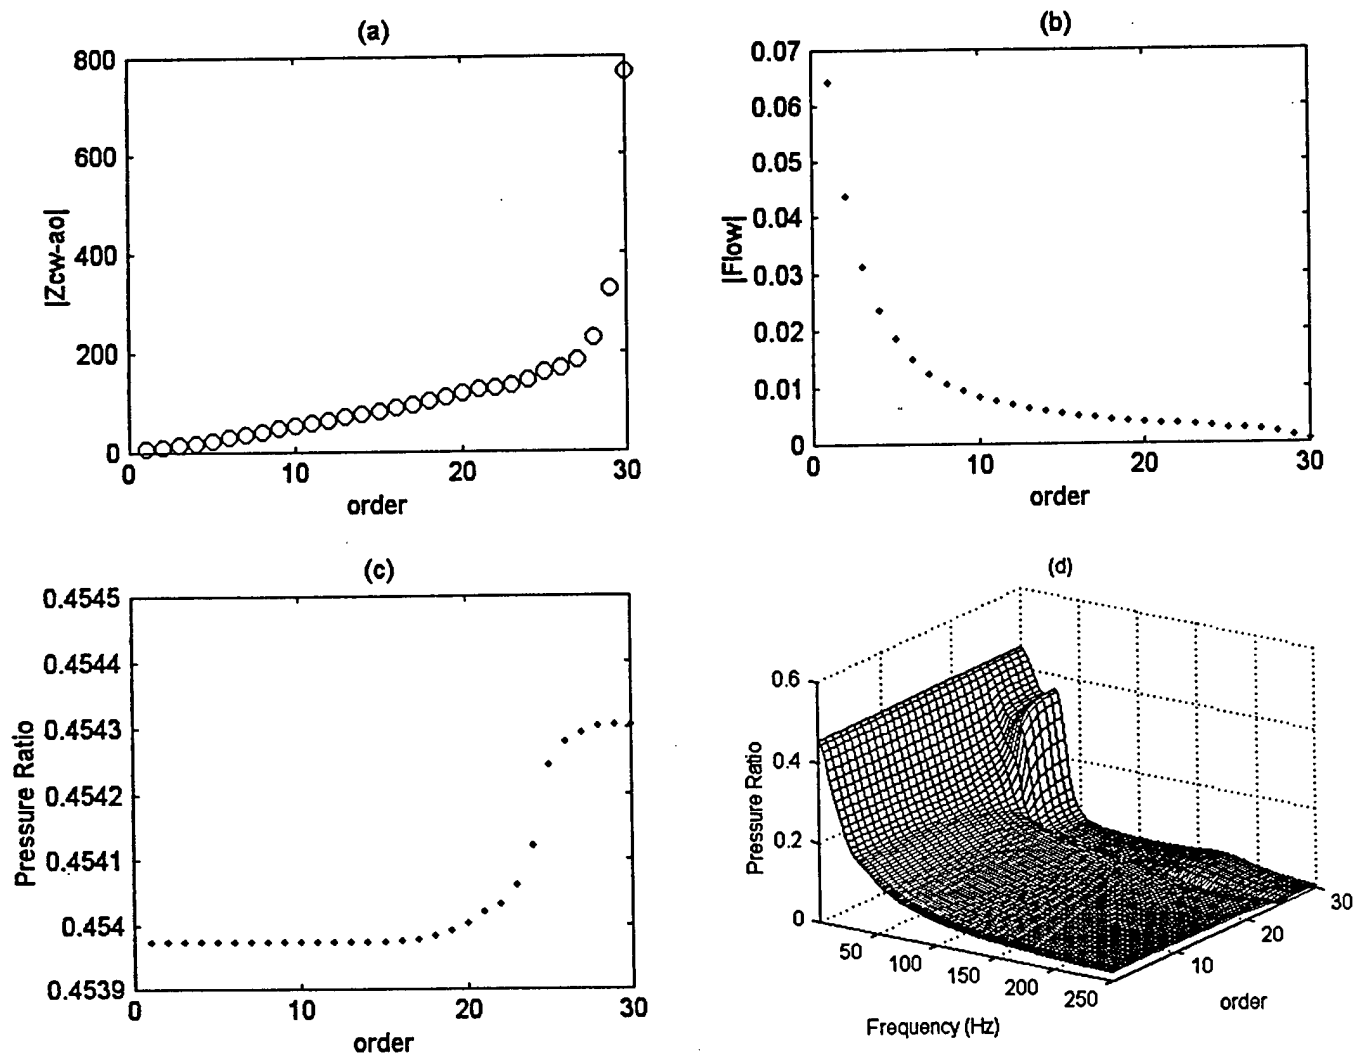 (a)
800
600
400
200
0
0 10 20 30
|Zcw-ao|
order
(b)
0.07
0.06
0.05
0.04
0.03
0.02
0.01
0
0 10 20 30
|Flow|
order
(c)
0.4545
0.4544
0.4543
0.4542
0.4541
0.454
0.4539
0 10 20 30
Pressure Ratio
order
(d)
0.6
0.4
0.2
0
Pressure Ratio
50 100 150 200 250
Frequency (Hz)
10 20 30
order